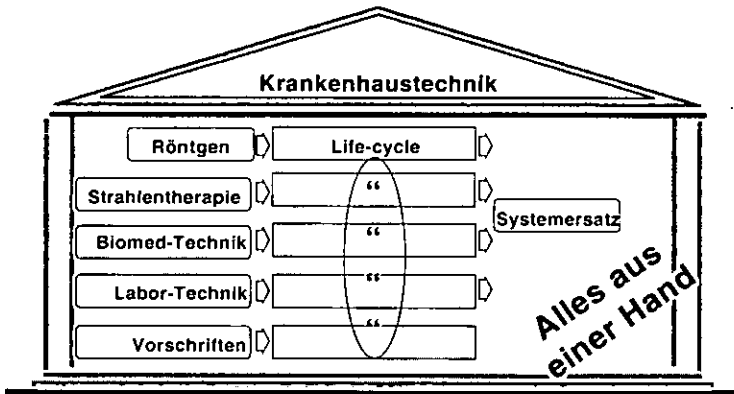 Krankenhaustechnik
Röntgen
Life-cycle
Strahlentherapie
“
Systemersatz
Biomed-Technik
“
Labor-Technik
“
Vorschriften
“
Alles aus
einer Hand